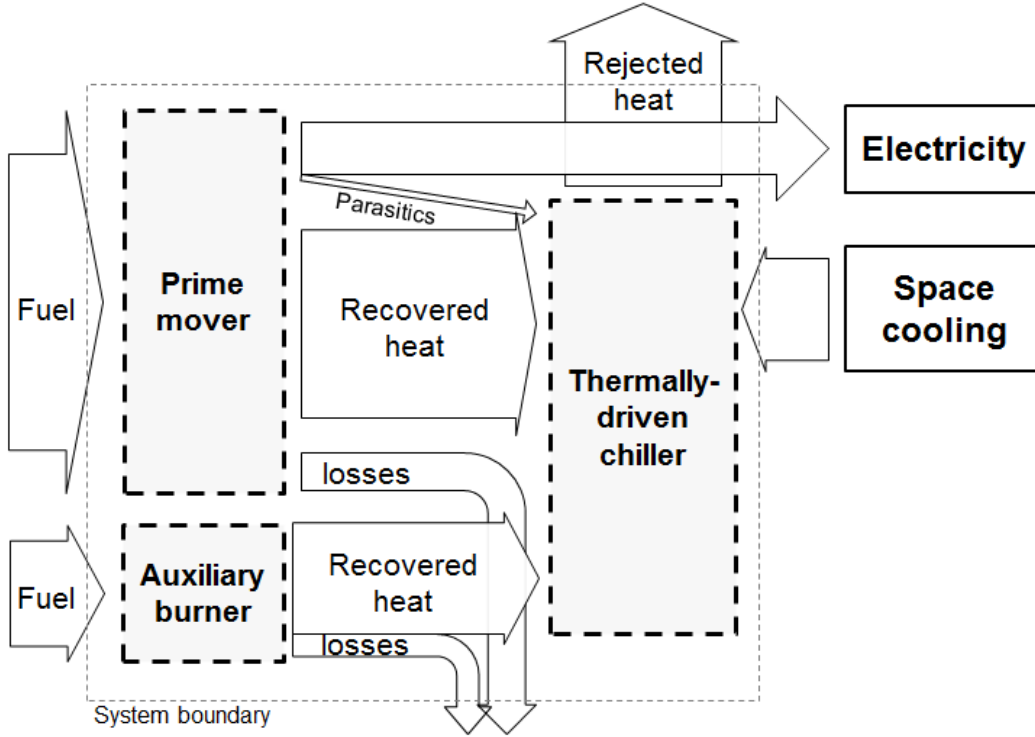 Rejected
heat
Electricity
Parasitics
Prime
mover
Fuel
Recovered
heat
Space
cooling
Thermally-
driven
chiller
losses
Auxiliary
burner
Fuel
Recovered
heat
losses
System boundary